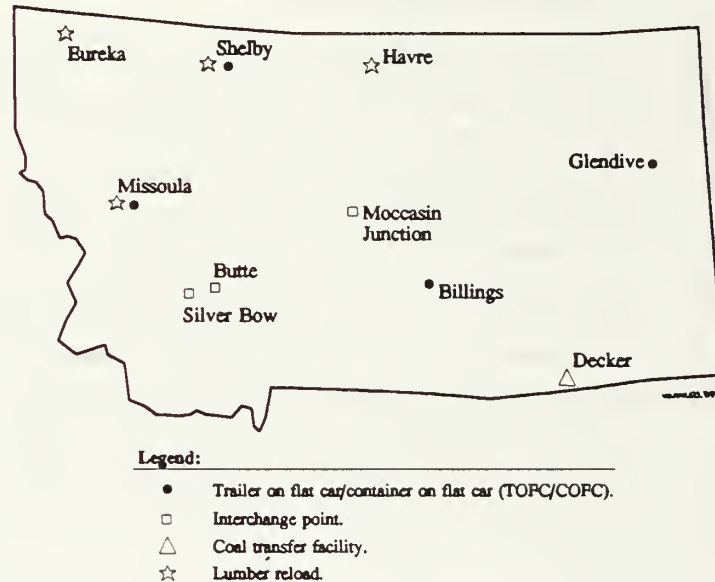 Eureka
Shelby
Havre
Glendive
Missoula
Moccasin
Junction
Butte
Silver Bow
Billings
Decker
Legend:
Trailer on flat car/container on flat car (TOFC/COFC).
Interchange point.
Coal transfer facility.
Lumber reload.